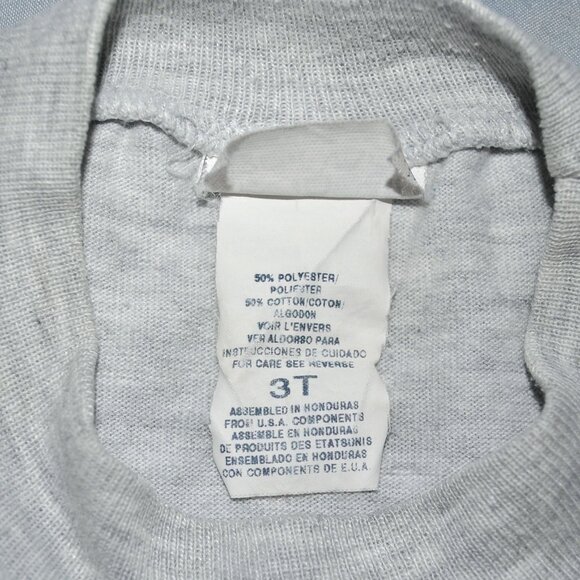 50% POLYESTER/
POLIESTER
50% COTTON/COTON/
ALGODON
VOIR L'ENVERS
VER ALDORSO PARA
INSTRUCCIONES DE CUIDADO
FOR CARE SEE REVERSE
3T
ASSEMBLED IN HONDURAS
FROM U.S.A. COMPONENTS
ASSEMBLE EN HONDURAS
DE PRODUITS DES ETATSUNIS
ENSEMBLADO EN HONDURAS
CON COMPONENTS DE E.U.A.